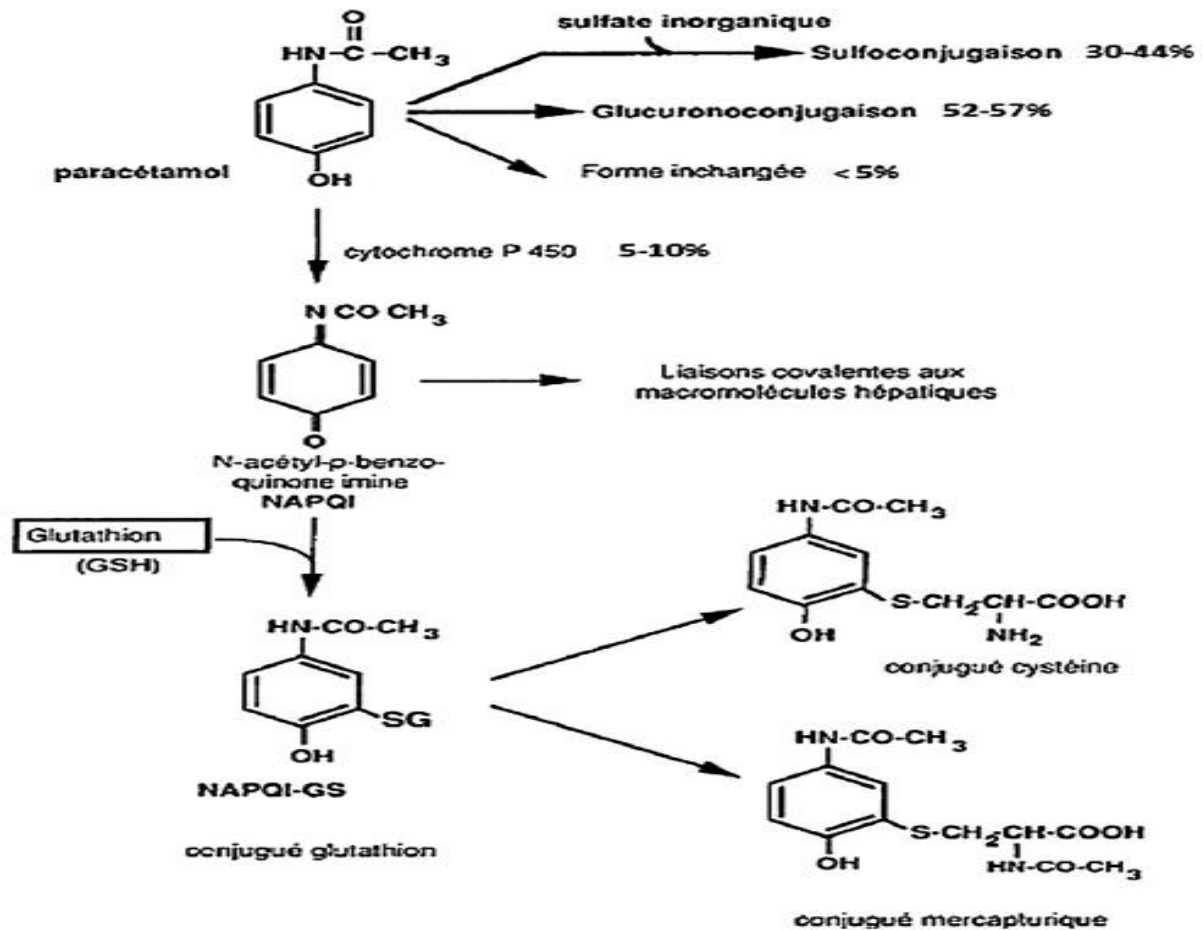 O
HN-C-CH3
OH
paracétamol
sulfate inorganique
Sulfoconjugaison 30-44%
Glucuronoconjugaison 52-57%
Forme inchangée <5%
cytochrome P 450 5-10%
N CO CH3
O
N-acétyl-p-benzo-
quinone imine
NAPQI
Liaisons covalentes aux
macromolécules hépatiques
Glutathion
(GSH)
HN-CO-CH3
SG
OH
NAPQI-GS
conjugué glutathion
HN-CO-CH3
S-CH2CH-COOH
OH
NH2
conjugué cystéine
HN-CO-CH3
S-CH2CH-COOH
OH
HN-CO-CH3
conjugué mercapturique